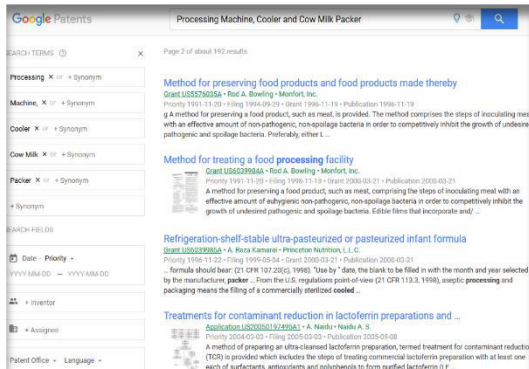 Google Patents
Processing Machine, Cooler and Cow Milk Packer
SEARCH TERMS
Page 2 of about 192 results
Processing × or + Synonym
Machine, × or + Synonym
Cooler × or + Synonym
Cow Milk × or + Synonym
Packer × or + Synonym
+ Synonym
SEARCH FIELDS
Date · Priority
YYYY-MM-DD – YYYY-MM-DD
+ Inventor
+ Assignee
Patent Office Language
Method for preserving food products and food products made thereby
Grant US5576035A • Rod A. Bowling • Monfort, Inc.
Priority 1991-11-20 • Filing 1994-09-29 • Grant 1996-11-19 • Publication 1996-11-19
g A method for preserving a food product, such as meat, is provided. The method comprises the steps of inoculating
with an effective amount of non-pathogenic, non-spoilage bacteria in order to competitively inhibit the growth of
pathogenic and spoilage bacteria. Preferably, either L ...
Method for treating a food processing facility
Grant US6039984A • Rod A. Bowling • Monfort, Inc.
Priority 1991-11-20 • Filing 1996-11-13 • Grant 2000-03-21 • Publication 2000-03-21
A method for preserving a food product, such as meat, comprising the steps of inoculating meat with an
effective amount of euhygienic non-pathogenic, non-spoilage bacteria in order to competitively inhibit the
growth of undesired pathogenic and spoilage bacteria. Edible films that incorporate and/ ...
Refrigeration-shelf-stable ultra-pasteurized or pasteurized infant formula
Grant US6039985A • A. Reza Kamarei • Princeton Nutrition, L.L.C.
Priority 1996-11-22 • Filing 1999-05-04 • Grant 2000-03-21 • Publication 2000-03-21
... formula should bear: (21 CFR 107.20(c), 1998). "Use by " date, the blank to be filled in with the month and year selected
by the manufacturer, packer ... From the U.S. regulations point-of-view (21 CFR 113.3, 1998), aseptic processing and
packaging means the filling of a commercially sterilized cooled ...
Treatments for contaminant reduction in lactoferrin preparations and ...
Application US20050197495A1 • A. Naidu • Naidu A. S.
Priority 2004-02-03 • Filing 2005-03-03 • Publication 2005-09-08
A method of preparing an ultra-cleansed lactoferrin preparation, termed treatment for contaminant
(TCR) is provided which includes the steps of treating commercial lactoferrin preparation with at least one
each of surfactants, antioxidants and polyphenols to form purified lactoferrin